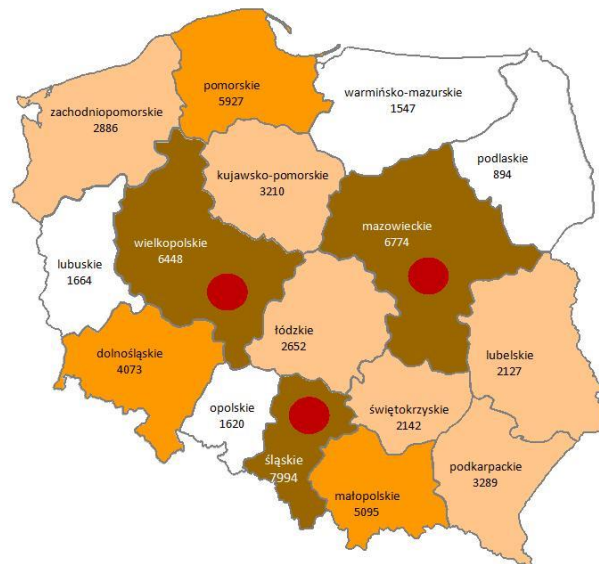 pomorskie
5927
warmińsko-mazurskie
1547
zachodniopomorskie
2886
podlaskie
894
kujawsko-pomorskie
3210
mazowieckie
6774
wielkopolskie
6448
lubuskie
1664
łódzkie
2652
dolnośląskie
4073
lubelskie
2127
opolskie
1620
świętokrzyskie
2142
śląskie
7994
podkarpackie
3289
małopolskie
5095